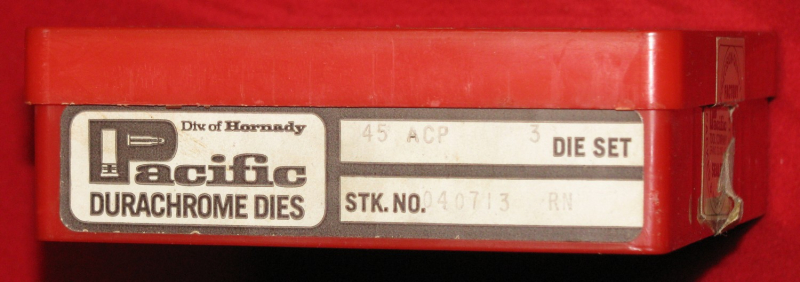 Div. of Hornady
Pacific
DURACHROME DIES
45 ACP 3 DIE SET
STK. NO. 040713 RN